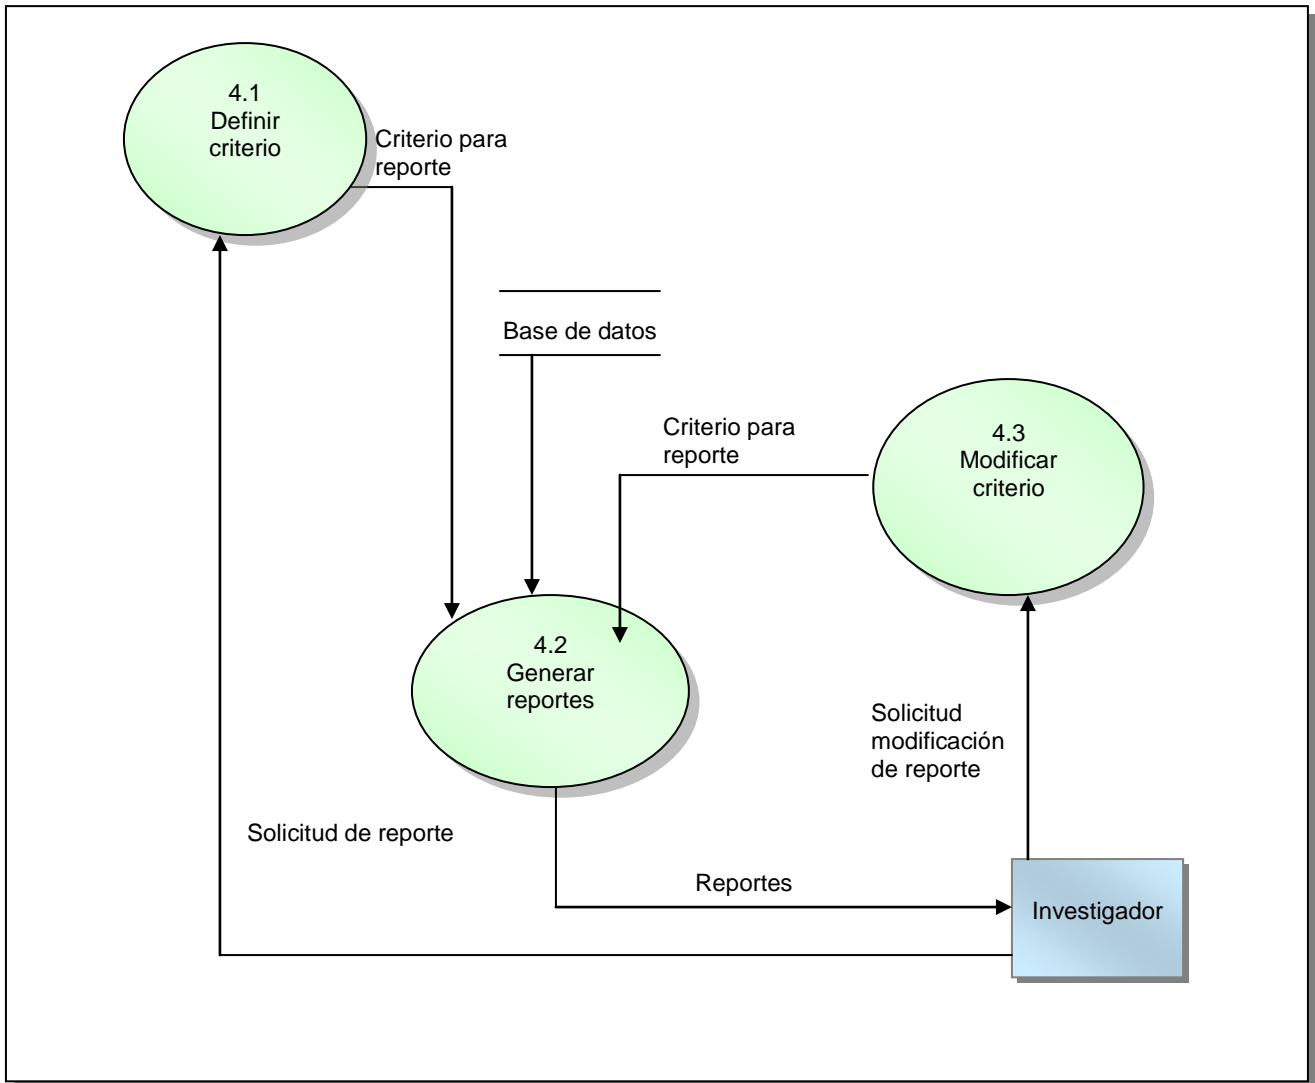 4.1
Definir
criterio
Criterio para
reporte
Base de datos
Criterio para
reporte
4.3
Modificar
criterio
4.2
Generar
reportes
Solicitud
modificación
de reporte
Solicitud de reporte
Reportes
Investigador